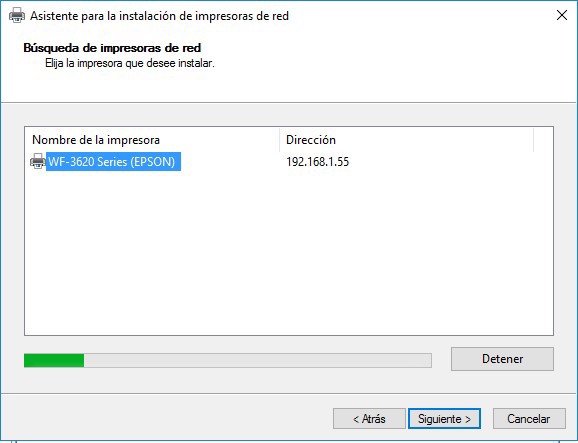 Asistente para la instalación de impresoras de red
Búsqueda de impresoras de red
Elija la impresora que desee instalar.
Nombre de la impresora Dirección
WF-3620 Series (EPSON) 192.168.1.55
Detener
< Atrás Siguiente > Cancelar